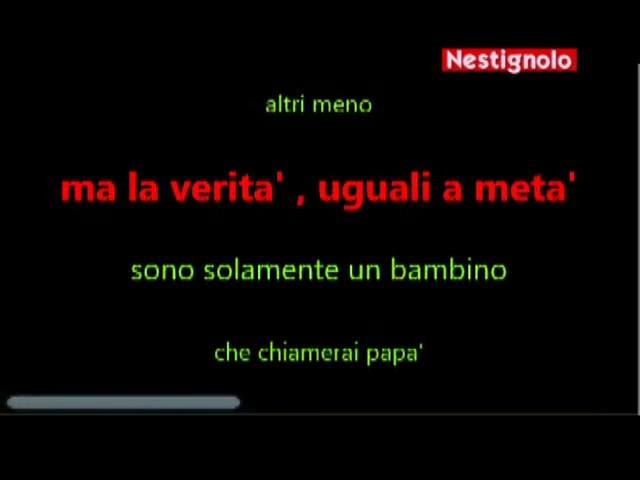 Nestignolo
altri meno
ma la verita' , uguali a meta'
sono solamente un bambino
che chiamerai papa'